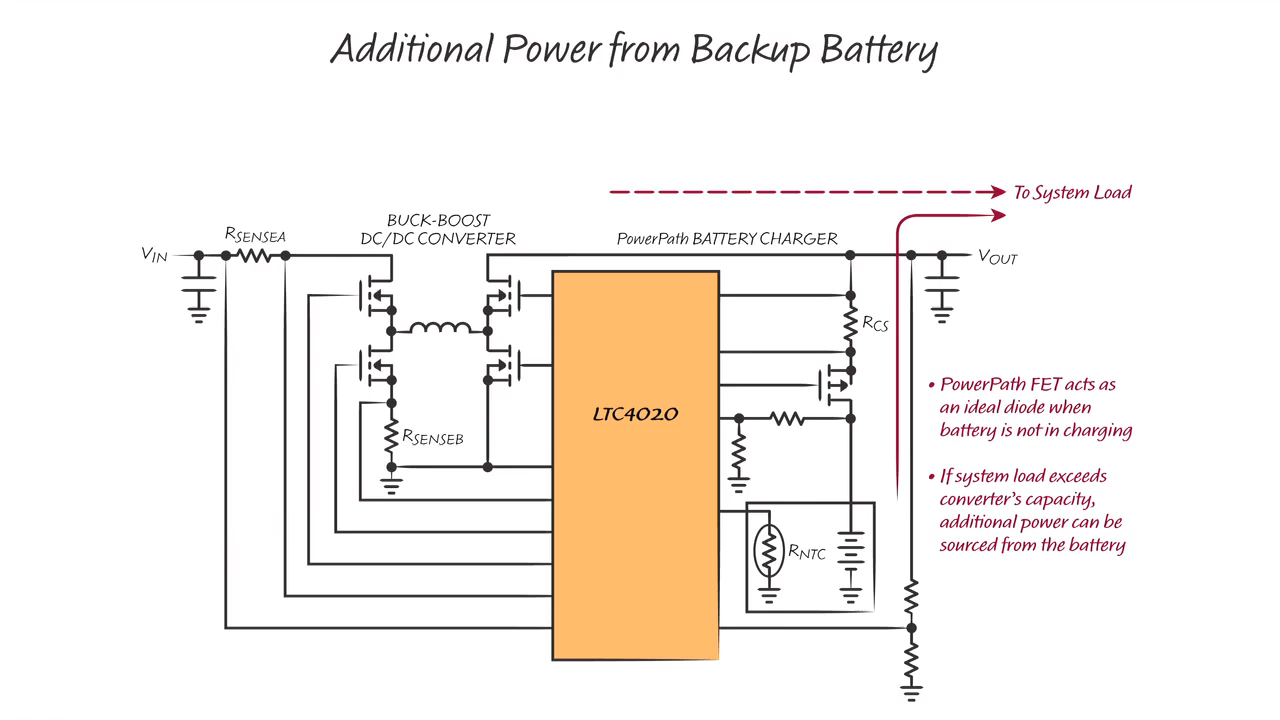 Additional Power from Backup Battery
To System Load
BUCK-BOOST
DC/DC CONVERTER
PowerPath BATTERY CHARGER
RSENSEA
VIN
VOUT
RCS
LTC4020
RSENSEB
RNTC
• PowerPath FET acts as
an ideal diode when
battery is not in charging
• If system load exceeds
converter's capacity,
additional power can be
sourced from the battery